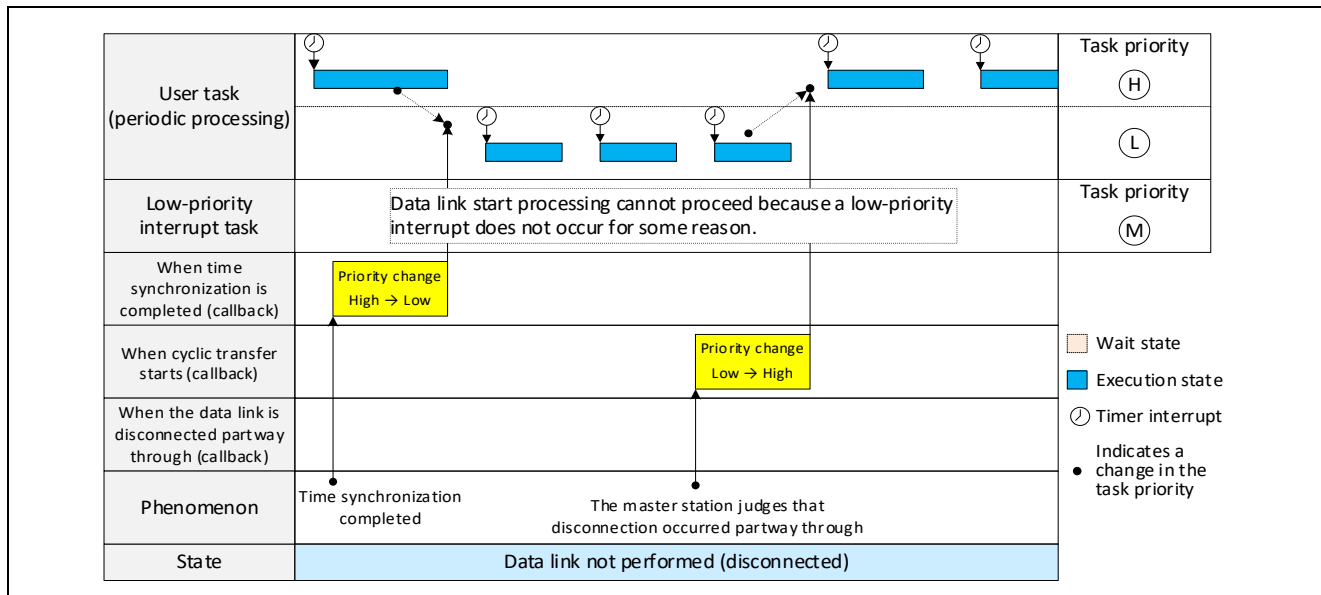 User task
(periodic processing)
Task priority
H
L
Low-priority
interrupt task
Data link start processing cannot proceed because a low-priority
interrupt does not occur for some reason.
Task priority
M
When time
synchronization is
completed (callback)
Priority change
High → Low
When cyclic transfer
starts (callback)
Priority change
Low → High
When the data link is
disconnected partway
through (callback)
Phenomenon
Time synchronization
completed
The master station judges that
disconnection occurred partway through
State
Data link not performed (disconnected)
Wait state
Execution state
Timer interrupt
Indicates a
change in the
task priority